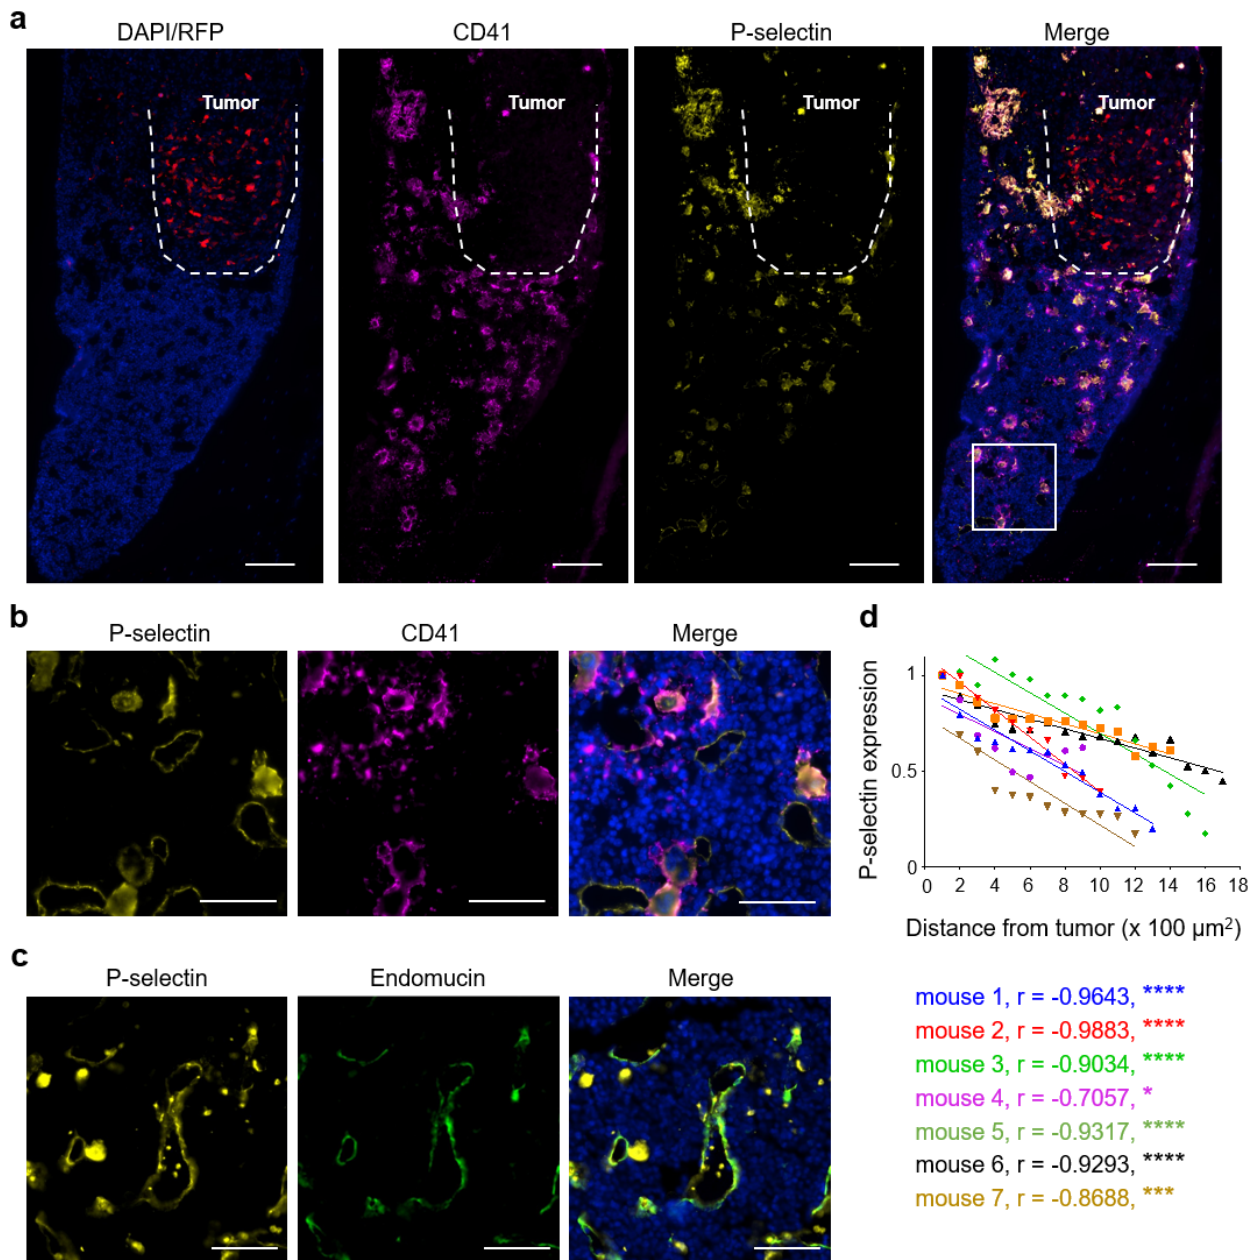 a
DAPI/RFP CD41 P-selectin Merge
Tumor Tumor Tumor Tumor
b
P-selectin CD41 Merge
c
P-selectin Endomucin Merge
d
P-selectin expression
1
0.5
0
0 2 4 6 8 10 12 14 16 18
Distance from tumor (x 100 µm²)
mouse 1, r = -0.9643, ****
mouse 2, r = -0.9883, ****
mouse 3, r = -0.9034, ****
mouse 4, r = -0.7057, *
mouse 5, r = -0.9317, ****
mouse 6, r = -0.9293, ****
mouse 7, r = -0.8688, ***